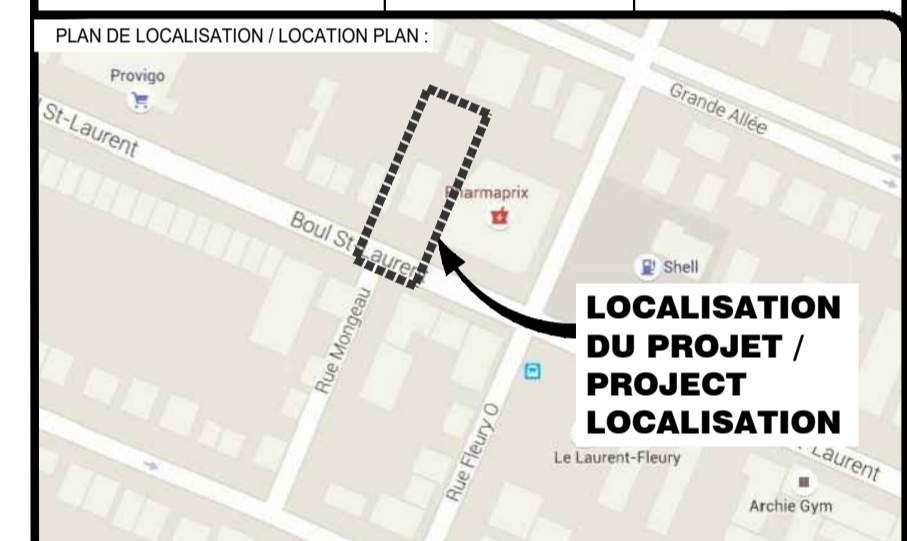 PLAN DE LOCALISATION / LOCATION PLAN :
Provigo
St-Laurent
Grande Allée
Pharmaprix
Boul St-Laurent
Shell
LOCALISATION
DU PROJET /
PROJECT
LOCALISATION
Rue Mongeau
Rue Fleury O
Le Laurent-Fleury
Laurent
Archie Gym